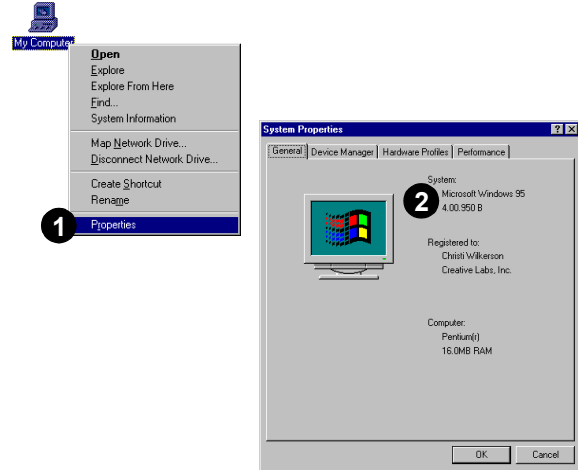 My Computer
Open
Explore
Explore From Here
Find...
System Information
Map Network Drive...
Disconnect Network Drive...
Create Shortcut
Rename
1
Properties
System Properties
General
Device Manager
Hardware Profiles
Performance
System:
2
Microsoft Windows 95
4.00.950 B
Registered to:
Christi Wilkerson
Creative Labs, Inc.
Computer:
Pentium(r)
16.0MB RAM
OK
Cancel